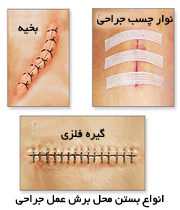 نوار چسب جراحی
بخیه
گیره فلزی
انواع بستن محل برش عمل جراحی